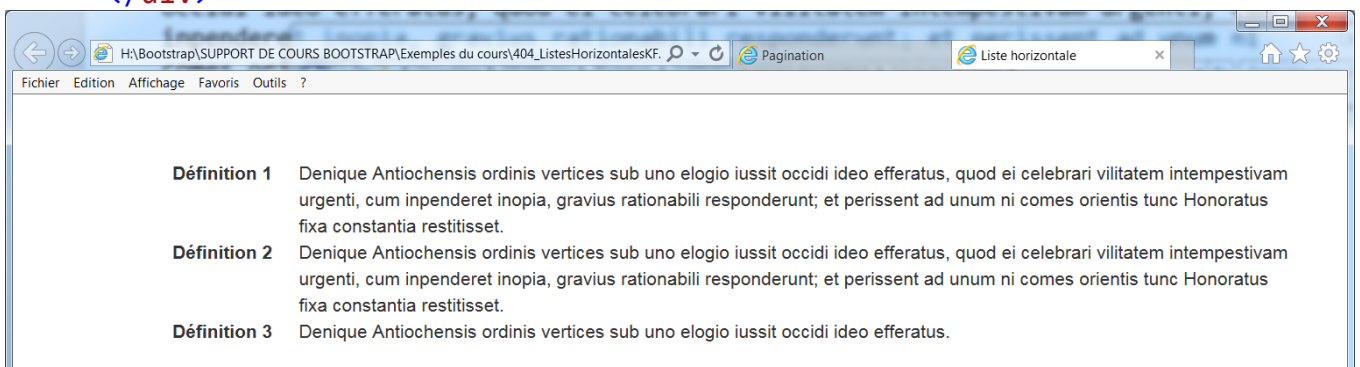 </div>
H:\Bootstrap\SUPPORT DE COURS BOOTSTRAP\Exemples du cours\404_ListesHorizontalesKF.
Pagination
Liste horizontale
Fichier Edition Affichage Favoris Outils ?
Définition 1 Denique Antiochensis ordinis vertices sub uno elogio iussit occidi ideo efferatus, quod ei celebrari vilitatem intempestivam
urgenti, cum inpenderet inopia, gravius rationabili responderunt; et perissent ad unum ni comes orientis tunc Honoratus
fixa constantia restitisset.
Définition 2 Denique Antiochensis ordinis vertices sub uno elogio iussit occidi ideo efferatus, quod ei celebrari vilitatem intempestivam
urgenti, cum inpenderet inopia, gravius rationabili responderunt; et perissent ad unum ni comes orientis tunc Honoratus
fixa constantia restitisset.
Définition 3 Denique Antiochensis ordinis vertices sub uno elogio iussit occidi ideo efferatus.